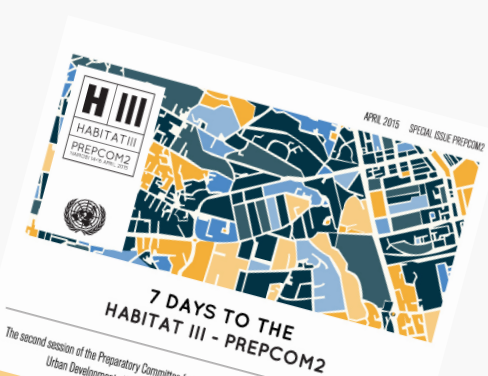 APRIL 2015 SPECIAL ISSUE PREPCOM2
H III
HABITAT III
PREPCOM2
NAIROBI 14-16 APRIL 2015
7 DAYS TO THE
HABITAT III - PREPCOM2
The second session of the Preparatory Committee
Urban Development